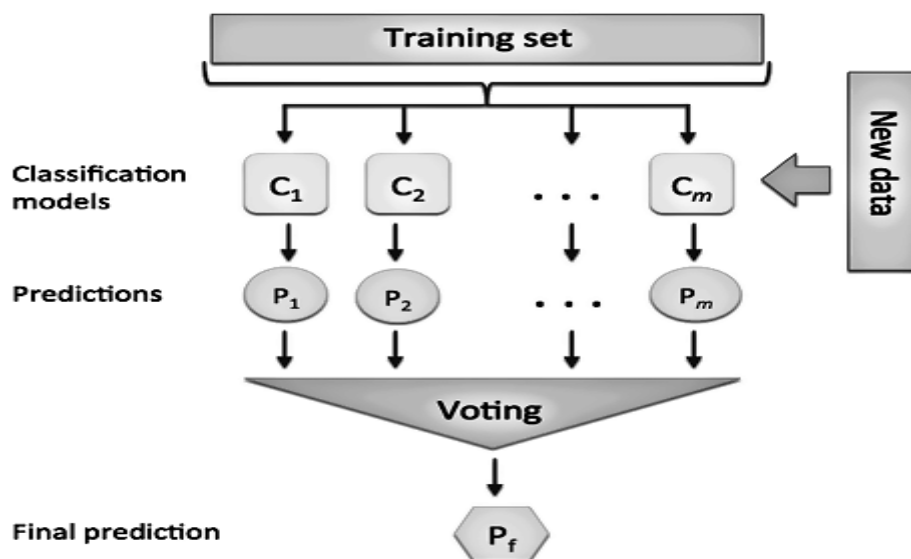 Training set
New data
Classification
models
C1
C2
. . .
Cm
Predictions
P1
P2
. . .
Pm
Voting
Final prediction
Pf